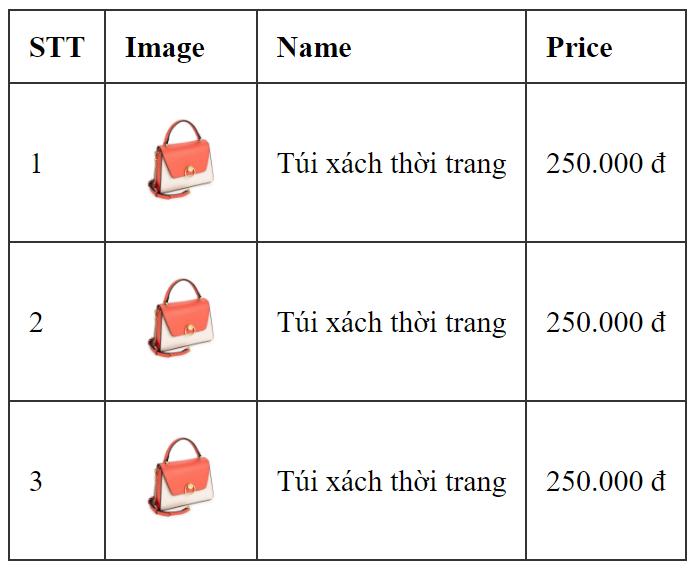 STT Image Name Price
1 Túi xách thời trang 250.000 đ
2 Túi xách thời trang 250.000 đ
3 Túi xách thời trang 250.000 đ